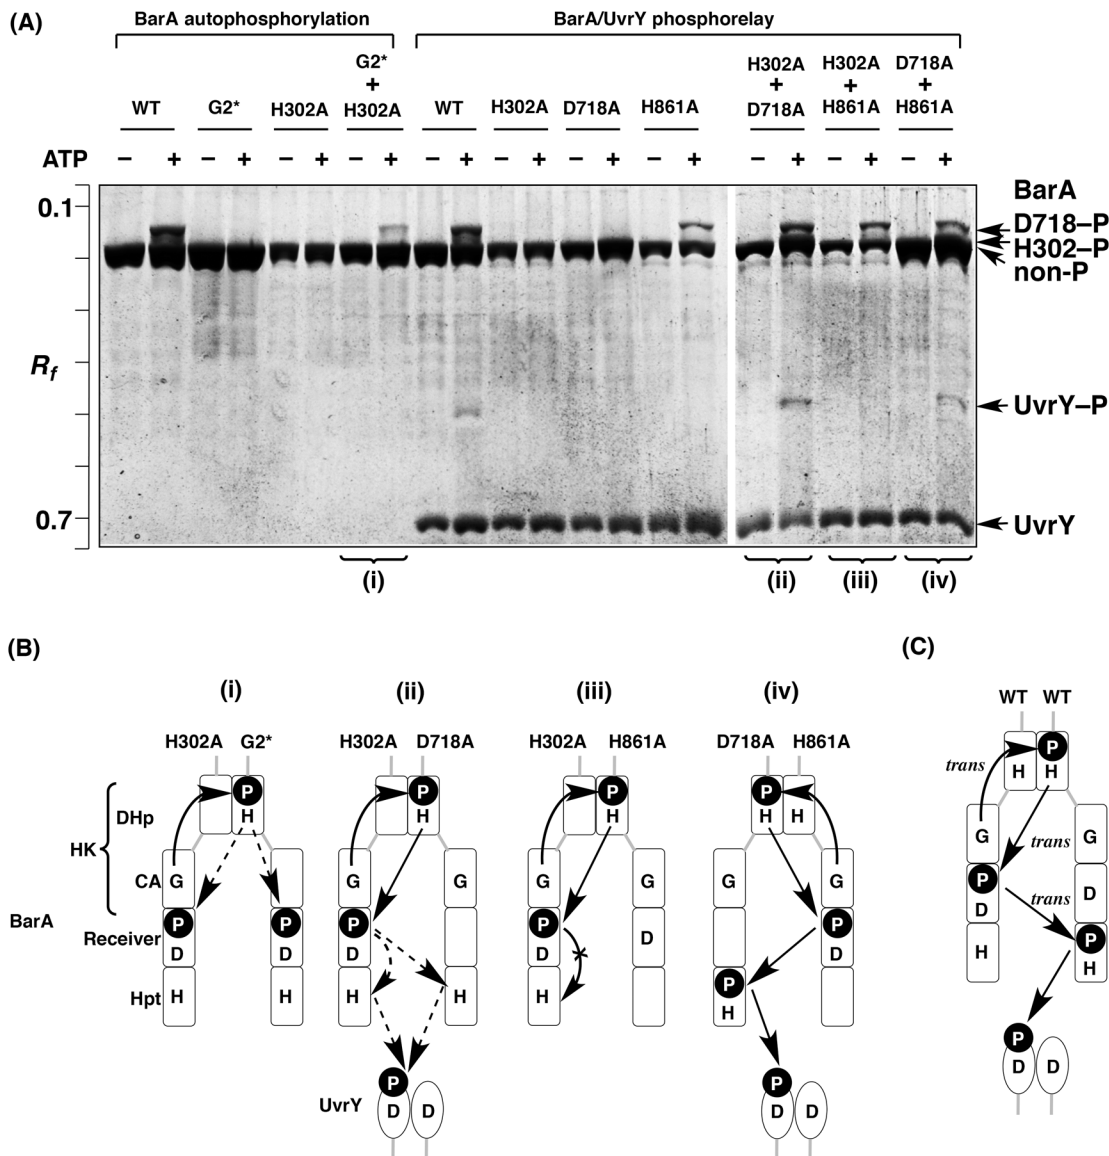 (A)
BarA autophosphorylation BarA/UvrY phosphorelay
WT G2* H302A G2* + H302A WT H302A D718A H861A H302A + D718A H302A + H861A D718A + H861A
ATP − + − + − + − + − + − + − + − + − + − + − +
BarA
0.1
D718–P
H302–P
non-P
Rf
UvrY–P
0.7
UvrY
(i) (ii) (iii) (iv)
(B) (C)
(i) (ii) (iii) (iv)
WT WT
H302A G2* H302A D718A H302A H861A D718A H861A
P P P P P
trans
H H H H H H H
DHp
HK
G G G G G G G
trans
CA
G
P D
trans
BarA
P P P P P
Receiver
D D D D D D
P
H H
Hpt
H H H H H P H
P
D D
P P
UvrY
D D D D